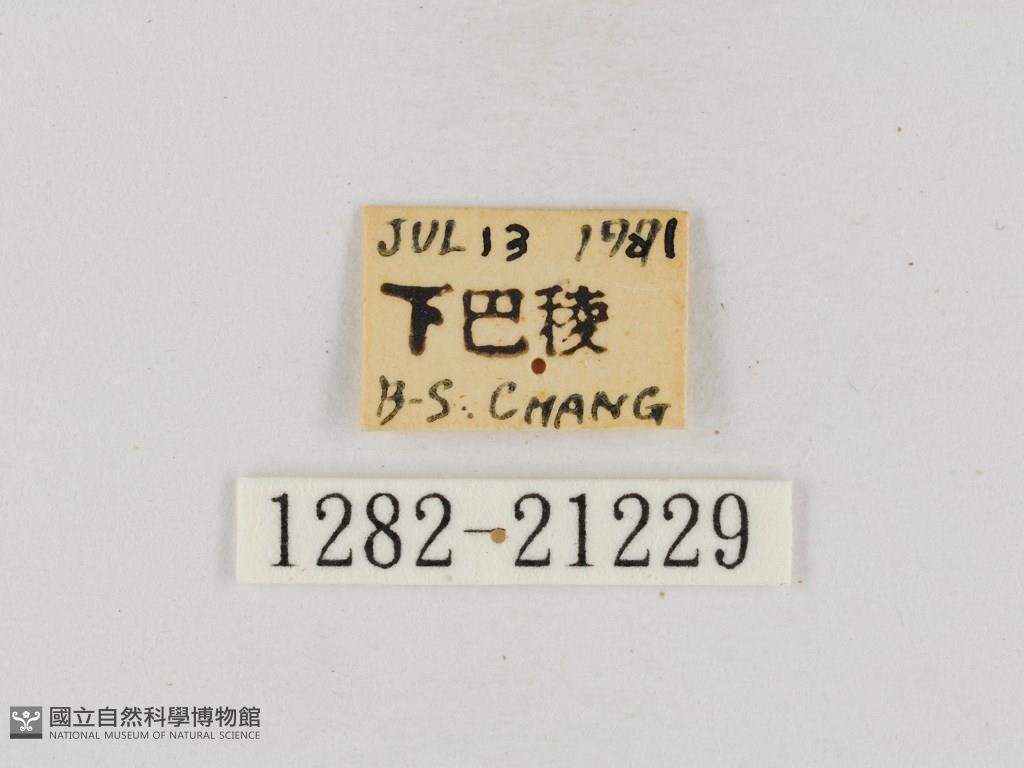 JUL 13
下巴稜
B-S. CHANG
1282-21229
國立自然科學博物館
NATIONAL MUSEUM OF NATURAL SCIENCE